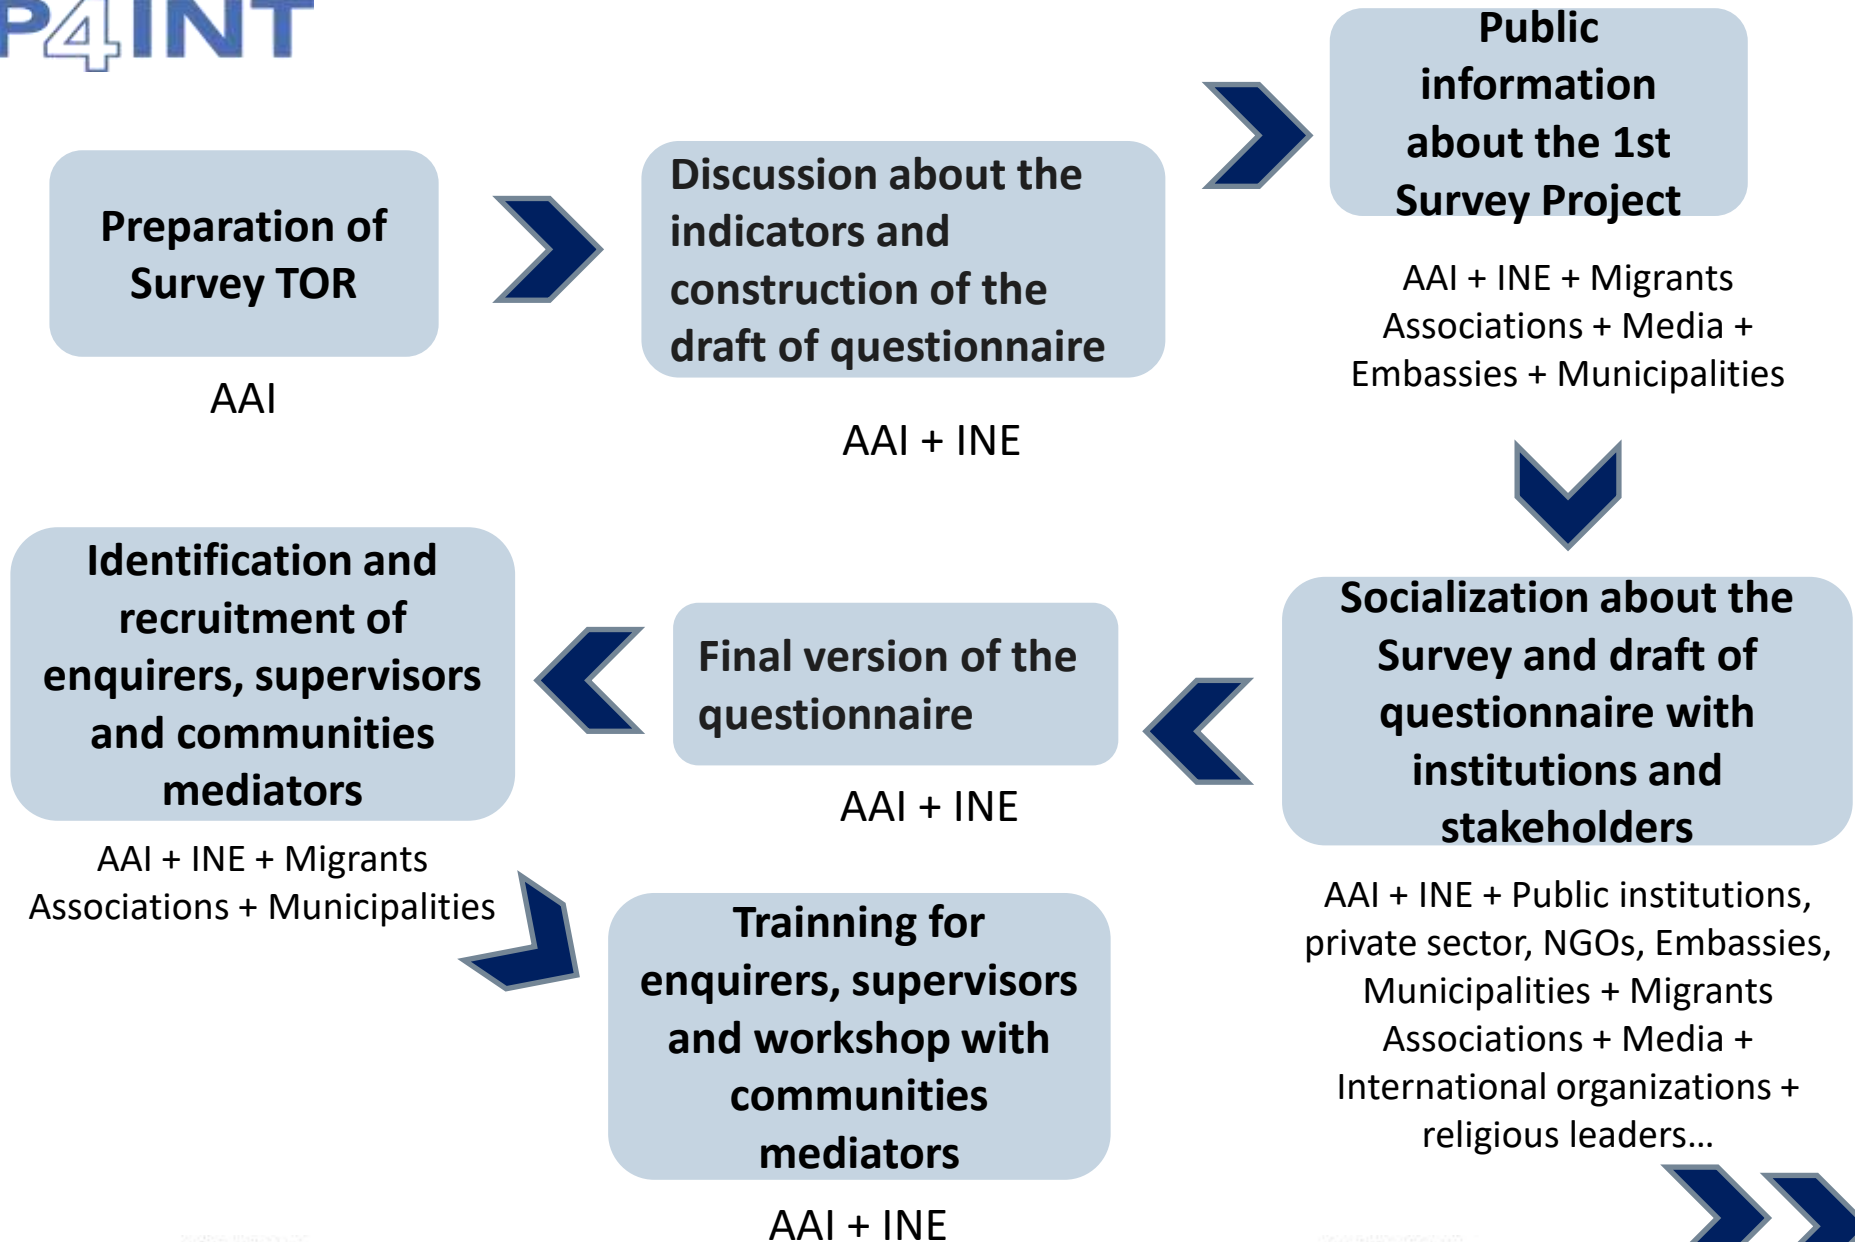 P4INT
Preparation of
Survey TOR
AAI
Discussion about the
indicators and
construction of the
draft of questionnaire
AAI + INE
Public
information
about the 1st
Survey Project
AAI + INE + Migrants
Associations + Media +
Embassies + Municipalities
Socialization about the
Survey and draft of
questionnaire with
institutions and
stakeholders
AAI + INE + Public institutions,
private sector, NGOs, Embassies,
Municipalities + Migrants
Associations + Media +
International organizations +
religious leaders...
Final version of the
questionnaire
AAI + INE
Identification and
recruitment of
enquirers, supervisors
and communities
mediators
AAI + INE + Migrants
Associations + Municipalities
Trainning for
enquirers, supervisors
and workshop with
communities
mediators
AAI + INE